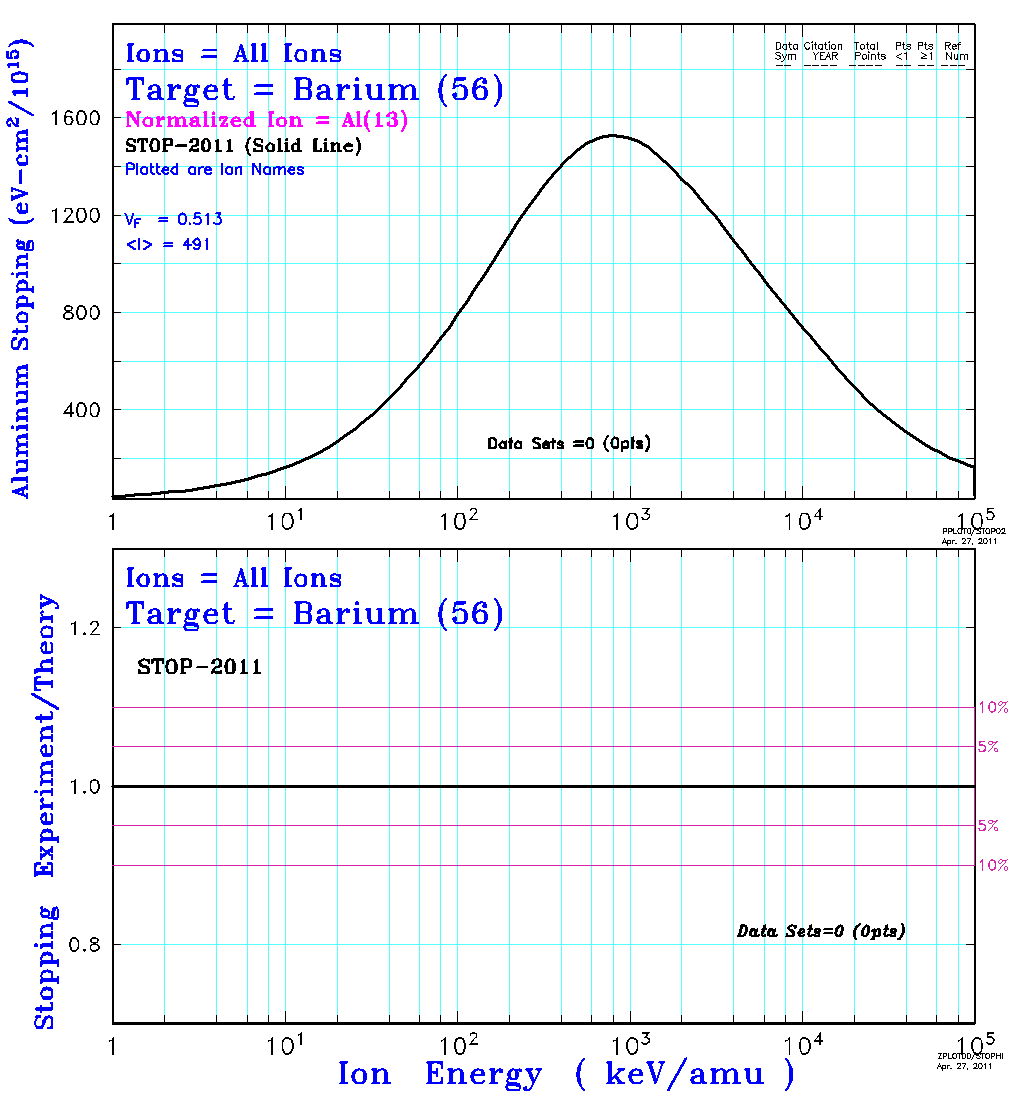 Ions = All Ions
Target = Barium (56)
Normalized Ion = Al(13)
STOP-2011 (Solid Line)
Plotted are Ion Names
VF = 0.513
<I> = 491
Data Citation Total Pts Pts Ref
Sym YEAR Points <1 ≥1 Num
Aluminum Stopping (eV-cm²/10¹⁵)
1600
1200
800
400
Data Sets =0 (0pts)
1 10¹ 10² 10³ 10⁴ 10⁵
PPLOT0/STOP02
Apr. 27, 2011
Ions = All Ions
Target = Barium (56)
STOP-2011
Stopping Experiment/Theory
1.2
1.0
0.8
10%
5%
5%
10%
Data Sets=0 (0pts)
1 10¹ 10² 10³ 10⁴ 10⁵
Ion Energy ( keV/amu )
Apr. 27, 2011